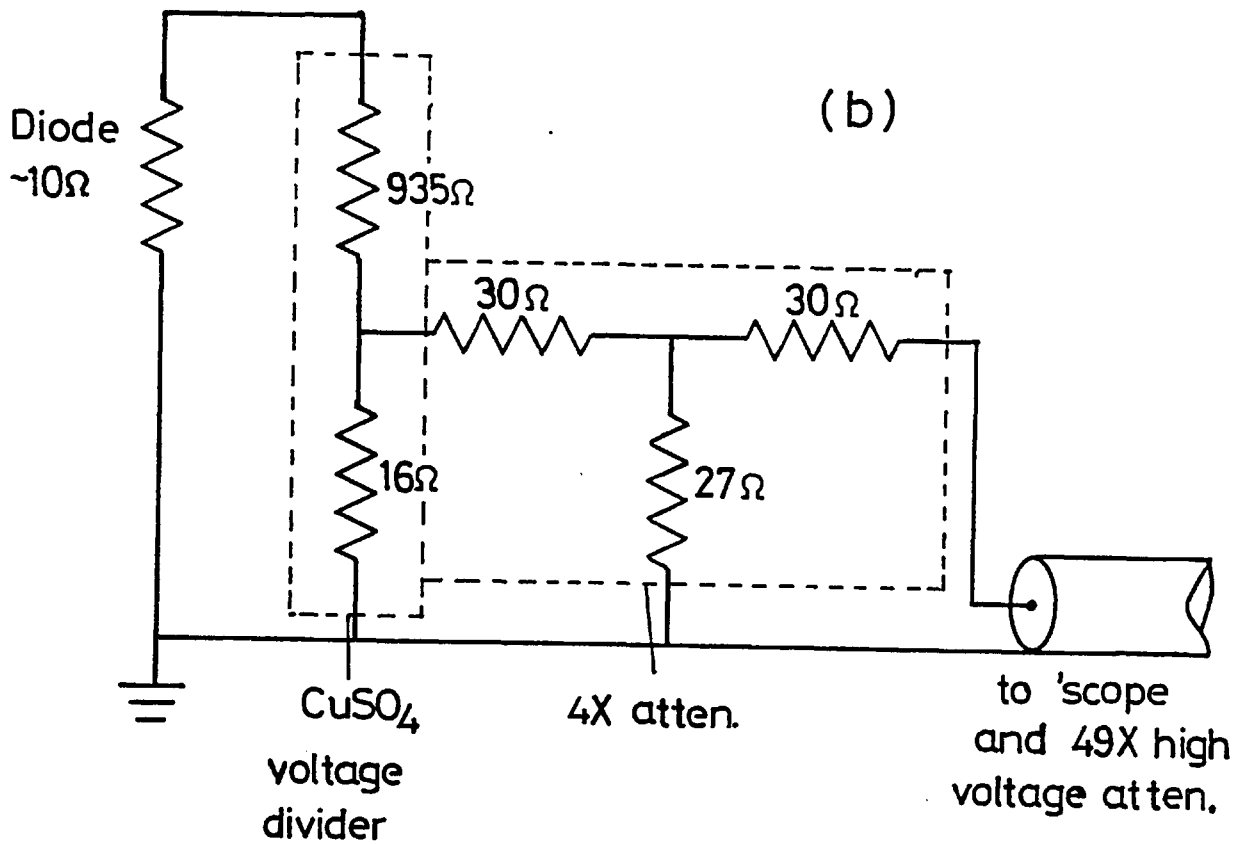 (b)
Diode
~10Ω
935Ω
30Ω
30Ω
16Ω
27Ω
CuSO₄
voltage
divider
4X atten.
to 'scope
and 49X high
voltage atten.